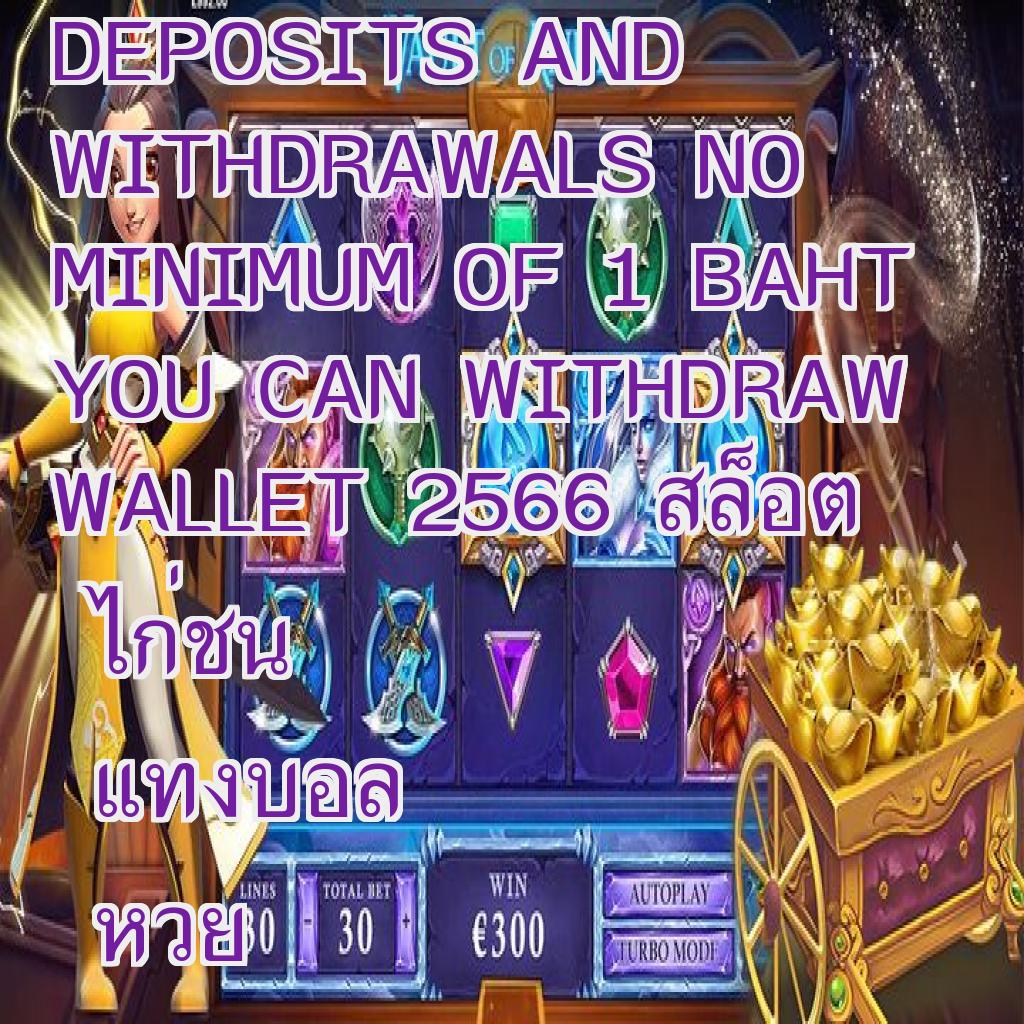 DEPOSITS AND
WITHDRAWALS NO
MINIMUM OF 1 BAHT
YOU CAN WITHDRAW
WALLET 2566 สล็อต
ไก่ชน
แทงบอล
หวย
LINES
30
TOTAL BET
- 30 +
WIN
€300
AUTOPLAY
TURBO MODE